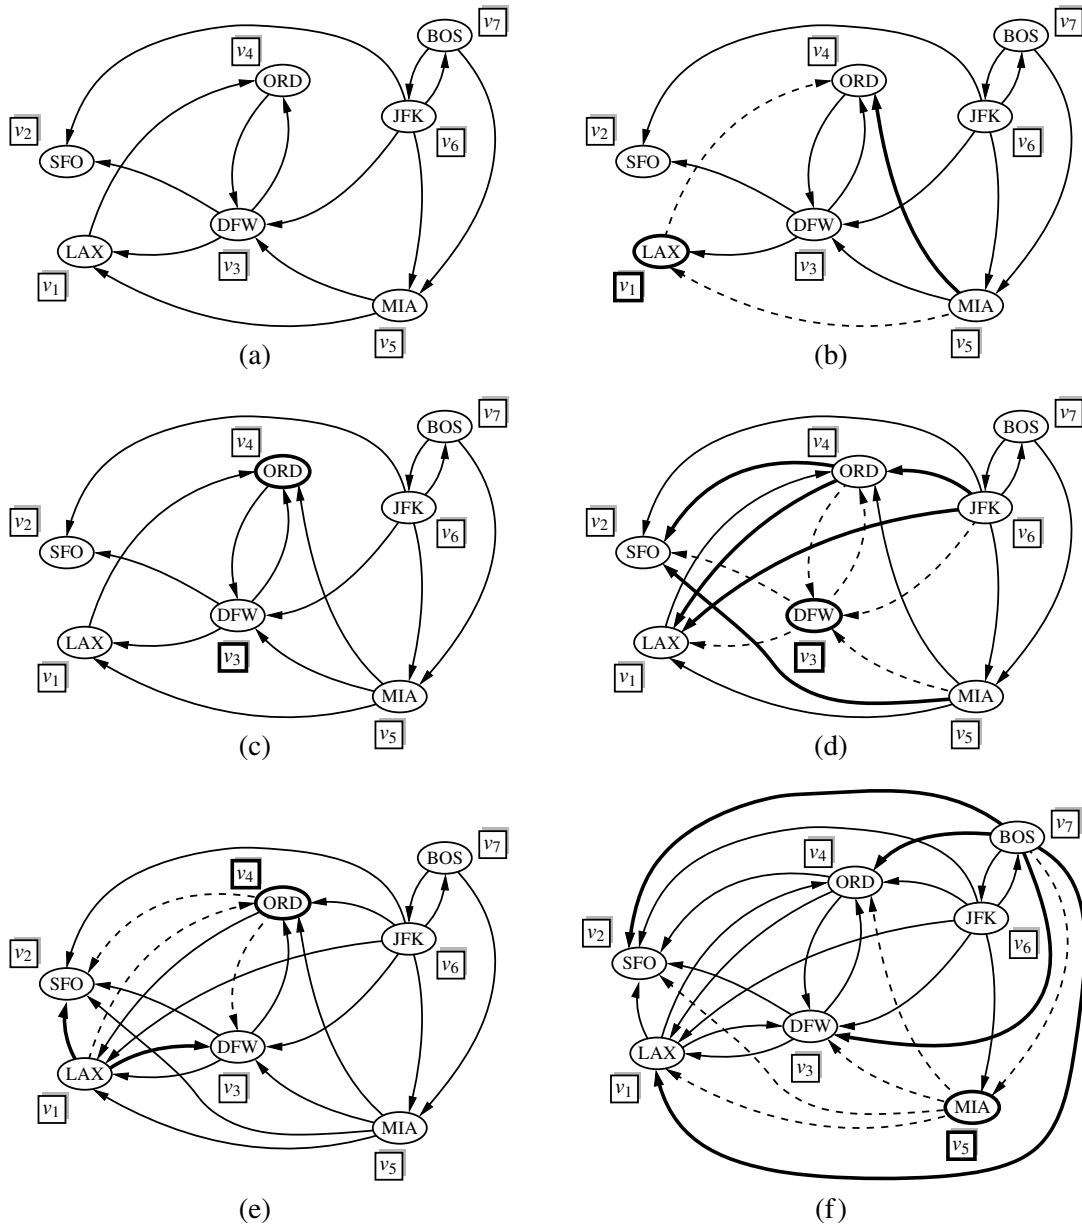 BOS v7
v4
ORD
JFK
v2
v6
SFO
DFW
LAX
v3
v1
MIA
v5
(a)
BOS v7
v4
ORD
JFK
v2
v6
SFO
DFW
LAX
v3
v1
MIA
v5
(b)
BOS v7
v4
ORD
JFK
v2
v6
SFO
DFW
LAX
v3
v1
MIA
v5
(c)
BOS v7
v4
ORD
JFK
v2
v6
SFO
DFW
LAX
v3
v1
MIA
v5
(d)
BOS v7
v4
ORD
JFK
v2
v6
SFO
DFW
LAX
v3
v1
MIA
v5
(e)
BOS v7
v4
ORD
JFK
v2
v6
SFO
DFW
LAX
v3
v1
MIA
v5
(f)